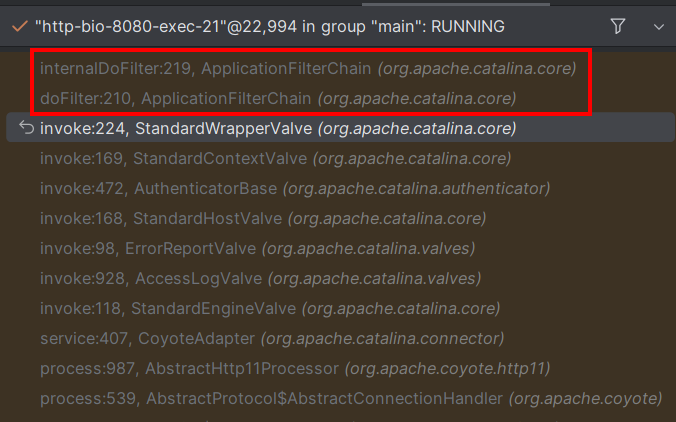 "http-bio-8080-exec-21"@22,994 in group "main": RUNNING
internalDoFilter:219, ApplicationFilterChain (org.apache.catalina.core)
doFilter:210, ApplicationFilterChain (org.apache.catalina.core)
invoke:224, StandardWrapperValve (org.apache.catalina.core)
invoke:169, StandardContextValve (org.apache.catalina.core)
invoke:472, AuthenticatorBase (org.apache.catalina.authenticator)
invoke:168, StandardHostValve (org.apache.catalina.core)
invoke:98, ErrorReportValve (org.apache.catalina.valves)
invoke:928, AccessLogValve (org.apache.catalina.valves)
invoke:118, StandardEngineValve (org.apache.catalina.core)
service:407, CoyoteAdapter (org.apache.catalina.connector)
process:987, AbstractHttp11Processor (org.apache.coyote.http11)
process:539, AbstractProtocol$AbstractConnectionHandler (org.apache.coyote)